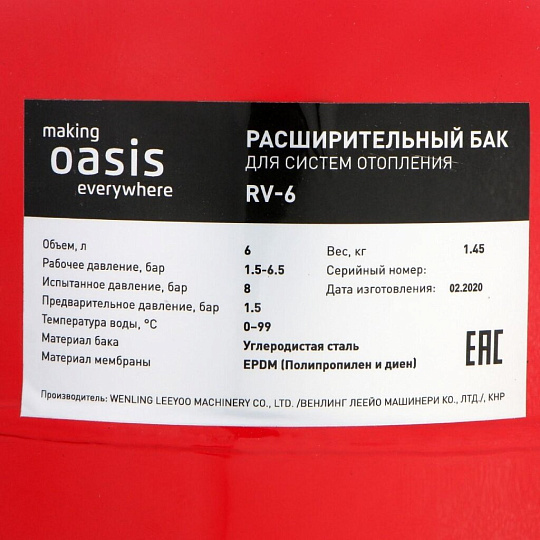 making
oasis
everywhere
РАСШИРИТЕЛЬНЫЙ БАК
ДЛЯ СИСТЕМ ОТОПЛЕНИЯ
RV-6
Объем, л 6
Рабочее давление, бар 1.5-6.5
Испытанное давление, бар 8
Предварительное давление, бар 1.5
Температура воды, °С 0–99
Материал бака Углеродистая сталь
Материал мембраны EPDM (Полипропилен и диен)
Вес, кг 1.45
Серийный номер:
Дата изготовления: 02.2020
EAC
Производитель: WENLING LEEYOO MACHINERY CO., LTD. /ВЕНЛИНГ ЛЕЕЙО МАШИНЕРИ КО., ЛТД./, КНР